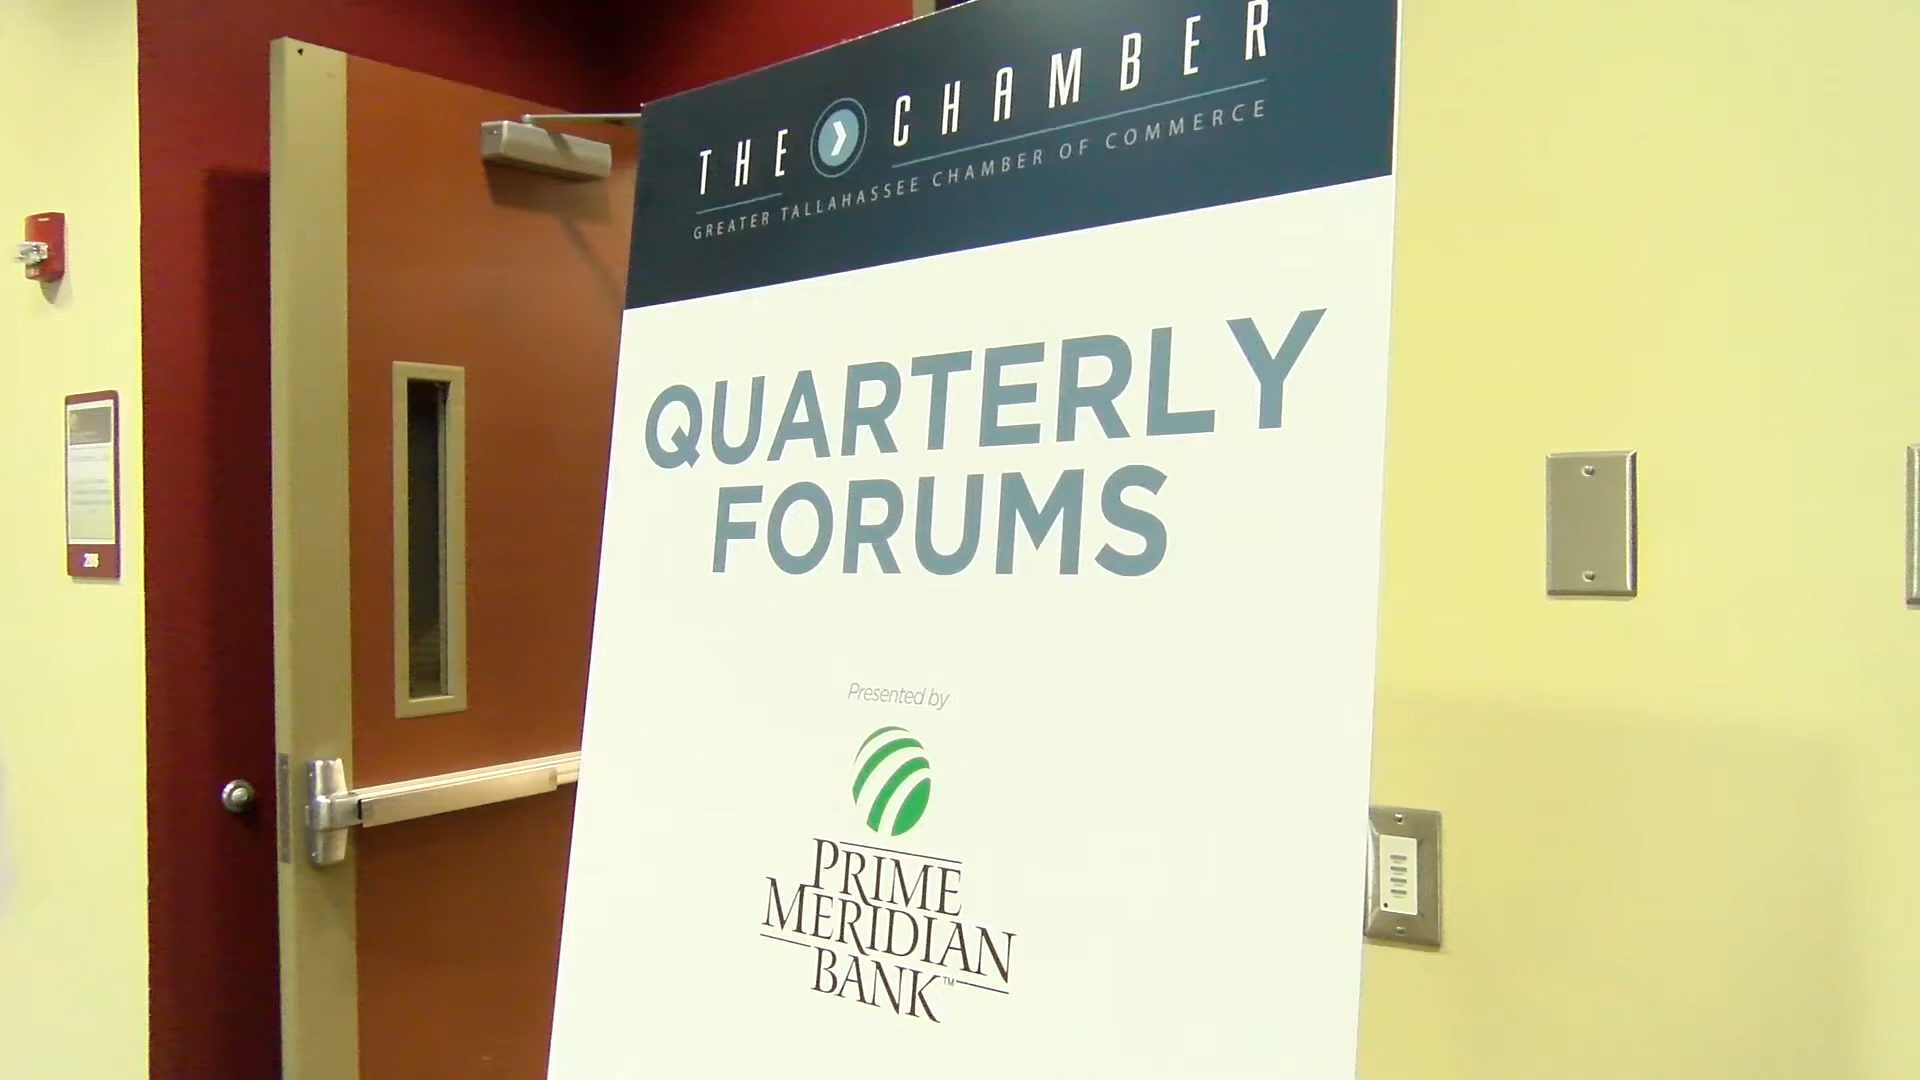 THE CHAMBER
GREATER TALLAHASSEE CHAMBER OF COMMERCE
QUARTERLY
FORUMS
Presented by
PRIME
MERIDIAN
BANK™